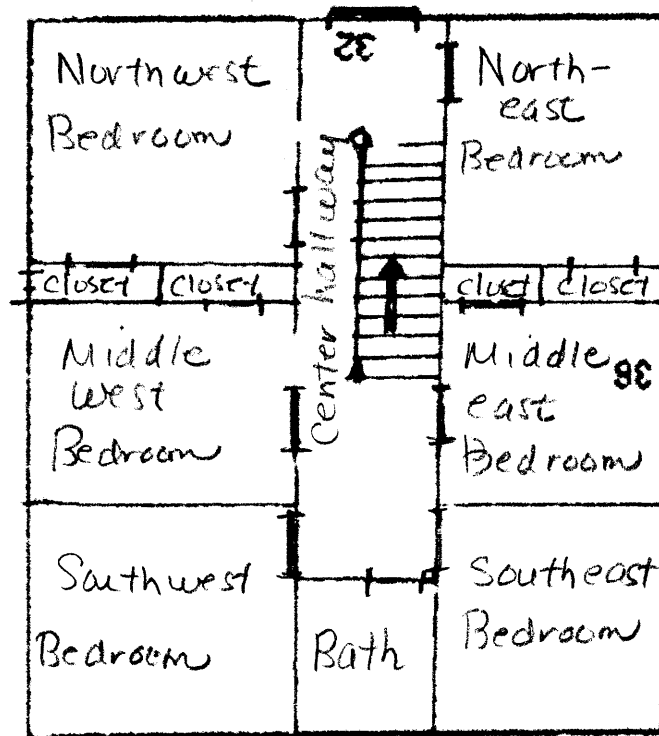 32
Northwest
Bedroom
North-
east
Bedroom
Center hallway
closet
closet
closet
closet
Middle
west
Bedroom
Middle
east
Bedroom
38
Southwest
Bedroom
Bath
Southeast
Bedroom